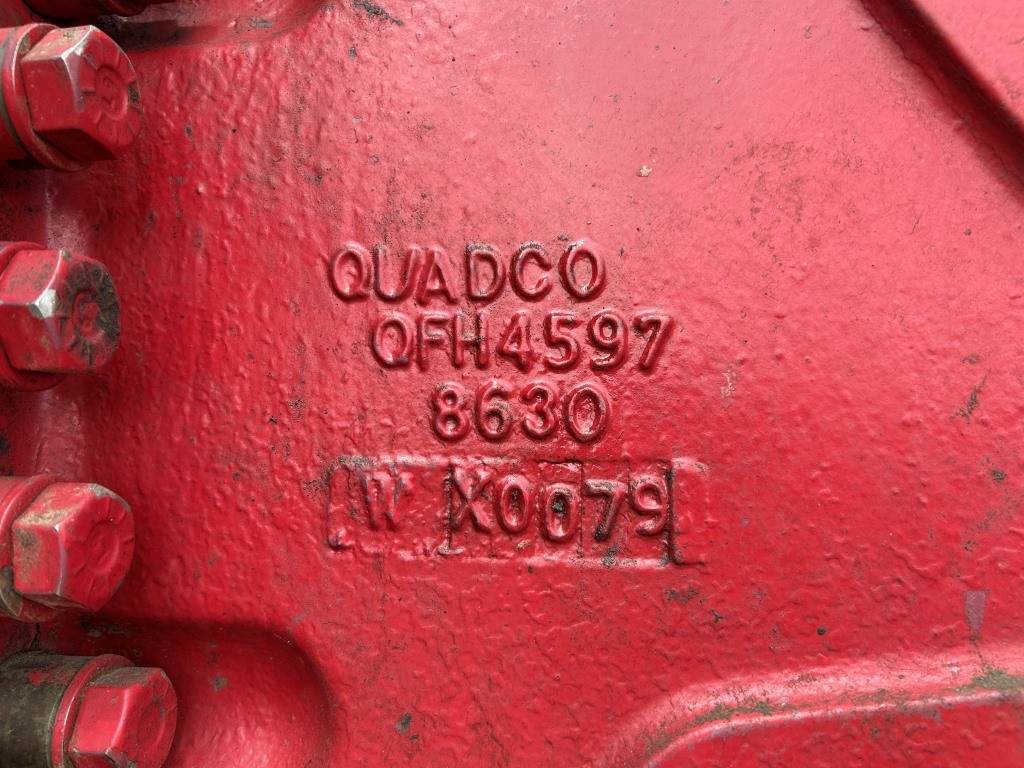 QUADCO
QFH4597
8630
W X0079